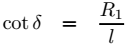 cot δ = R₁/l